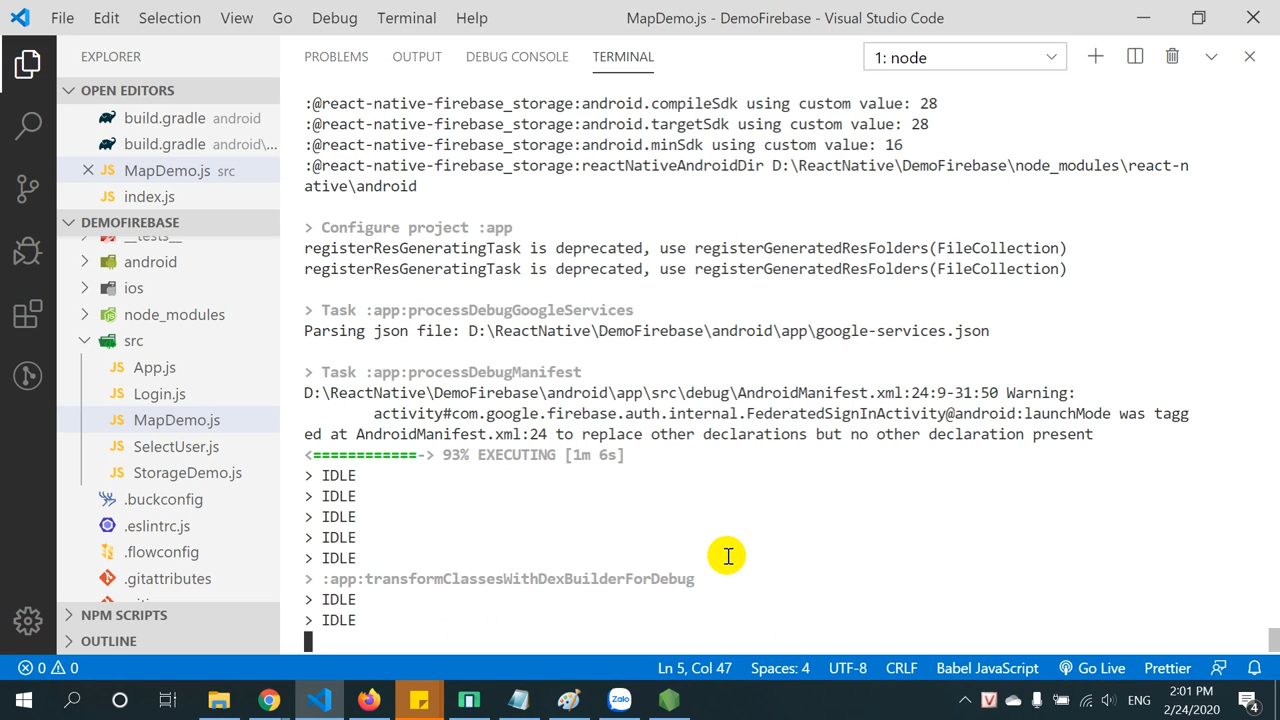 File Edit Selection View Go Debug Terminal Help MapDemo.js - DemoFirebase - Visual Studio Code
EXPLORER
OPEN EDITORS
build.gradle android
build.gradle android\...
MapDemo.js src
index.js
DEMOFIREBASE
__tests__
android
ios
node_modules
src
App.js
Login.js
MapDemo.js
SelectUser.js
StorageDemo.js
.buckconfig
.eslintrc.js
.flowconfig
.gitattributes
NPM SCRIPTS
OUTLINE
PROBLEMS OUTPUT DEBUG CONSOLE TERMINAL 1: node
:@react-native-firebase_storage:android.compileSdk using custom value: 28
:@react-native-firebase_storage:android.targetSdk using custom value: 28
:@react-native-firebase_storage:android.minSdk using custom value: 16
:@react-native-firebase_storage:reactNativeAndroidDir D:\ReactNative\DemoFirebase\node_modules\react-n
ative\android
> Configure project :app
registerResGeneratingTask is deprecated, use registerGeneratedResFolders(FileCollection)
registerResGeneratingTask is deprecated, use registerGeneratedResFolders(FileCollection)
> Task :app:processDebugGoogleServices
Parsing json file: D:\ReactNative\DemoFirebase\android\app\google-services.json
> Task :app:processDebugManifest
D:\ReactNative\DemoFirebase\android\app\src\debug\AndroidManifest.xml:24:9-31:50 Warning:
activity#com.google.firebase.auth.internal.FederatedSignInActivity@android:launchMode was tagg
ed at AndroidManifest.xml:24 to replace other declarations but no other declaration present
<============-> 93% EXECUTING [1m 6s]
> IDLE
> IDLE
> IDLE
> IDLE
> IDLE
> :app:transformClassesWithDexBuilderForDebug
> IDLE
> IDLE
0 0 Ln 5, Col 47 Spaces: 4 UTF-8 CRLF Babel JavaScript Go Live Prettier
Zalo ENG 2:01 PM
2/24/2020 4